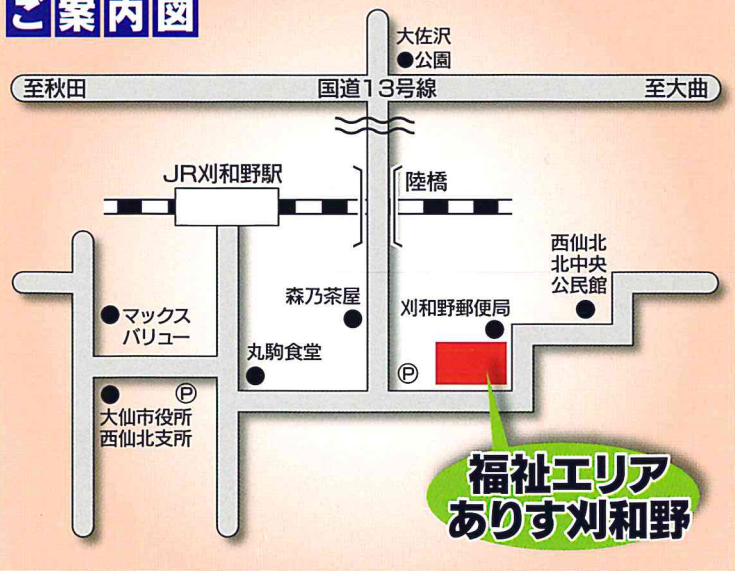 ご案内図
大佐沢
公園
至秋田
国道13号線
至大曲
JR刈和野駅
陸橋
西仙北
北中央
公民館
森乃茶屋
刈和野郵便局
マックス
バリュー
丸駒食堂
P
P
大仙市役所
西仙北支所
福祉エリア
ありす刈和野